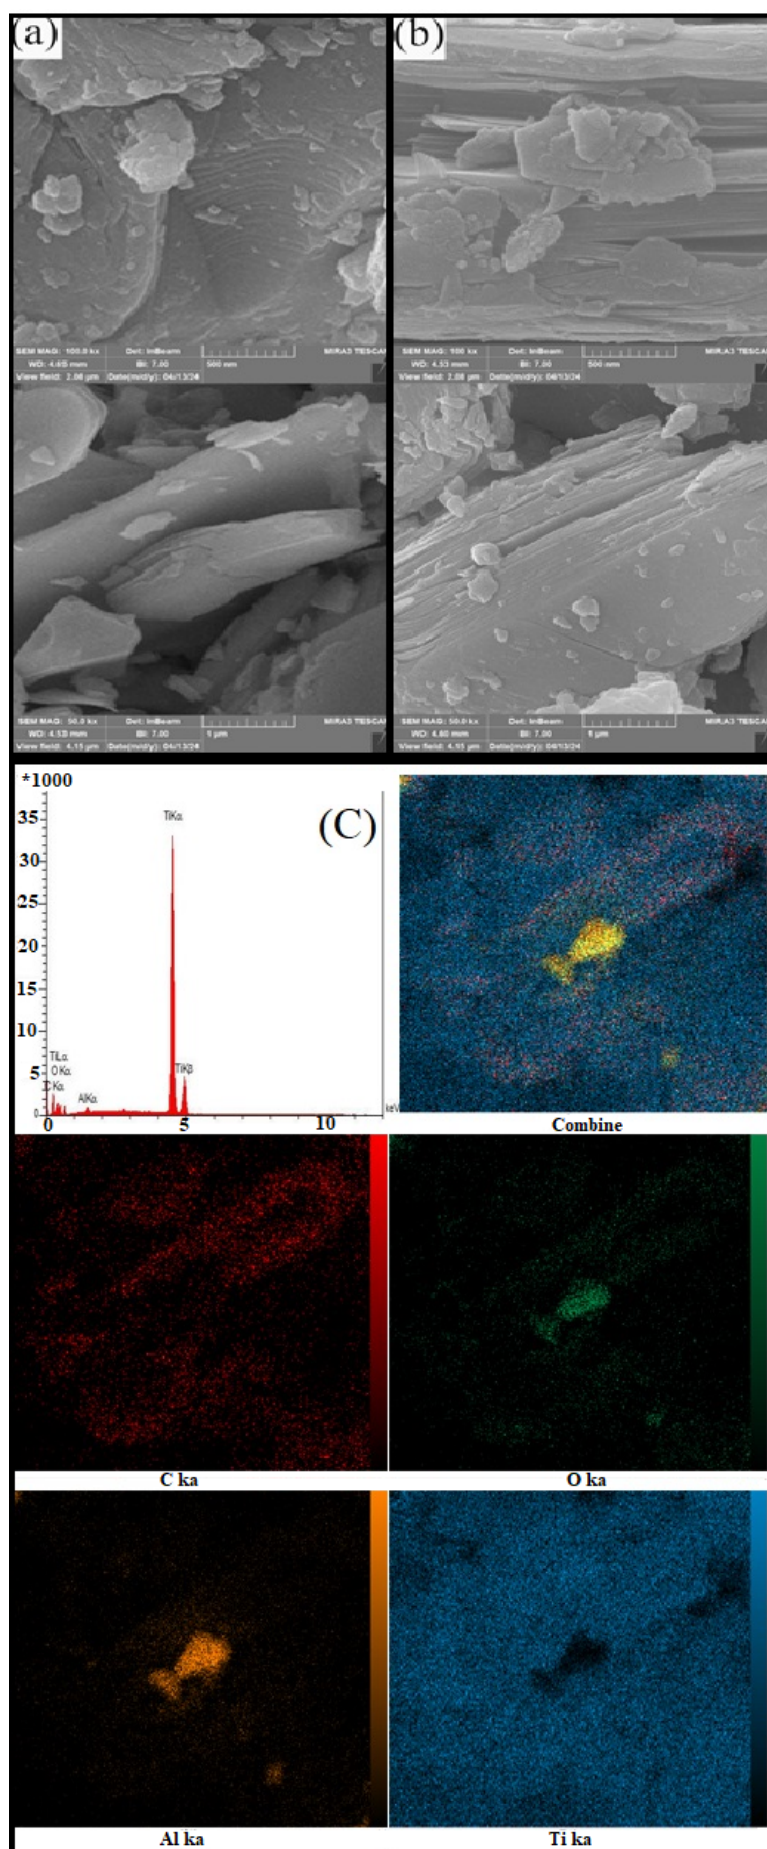 (a)
(b)
SEM MAG: 100.0 kx Det: InBeam
WD: 4.65 mm BI: 7.00 500 nm
View field: 2.08 µm Date(m/d/y): 04/13/24
SEM MAG: 100 kx Det: InBeam MIRA3 TESCAN
WD: 4.53 mm BI: 7.00 500 nm
View field: 2.08 µm Date(m/d/y): 04/13/24
SEM MAG: 50.0 kx Det: InBeam MIRA3 TESCAN
WD: 4.53 mm BI: 7.00 1 µm
View field: 4.15 µm Date(m/d/y): 04/13/24
SEM MAG: 50.0 kx Det: InBeam MIRA3 TESCAN
WD: 4.60 mm BI: 7.00 1 µm
View field: 4.15 µm Date(m/d/y): 04/13/24
*1000
(C)
TiKα
35
30
25
20
15
10
5
0
TiLα
OKα
CKα
AlKα
TiKβ
keV
0 5 10
Combine
C ka
O ka
Al ka
Ti ka